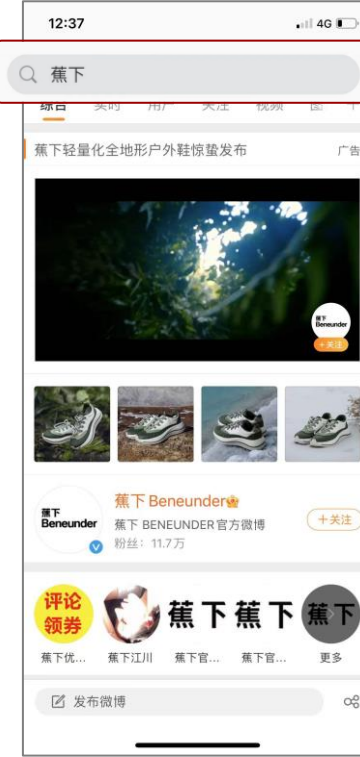 12:37
4G
蕉下
综合 实时 用户 关注 视频 图
蕉下轻量化全地形户外鞋惊蛰发布 广告
蕉下
Beneunder
+关注
蕉下
Beneunder
蕉下 Beneunder
蕉下 BENEUNDER 官方微博
粉丝：11.7万
+关注
评论
领券
蕉下 蕉下 蕉下
蕉下优... 蕉下江川 蕉下官... 蕉下官... 更多
发布微博